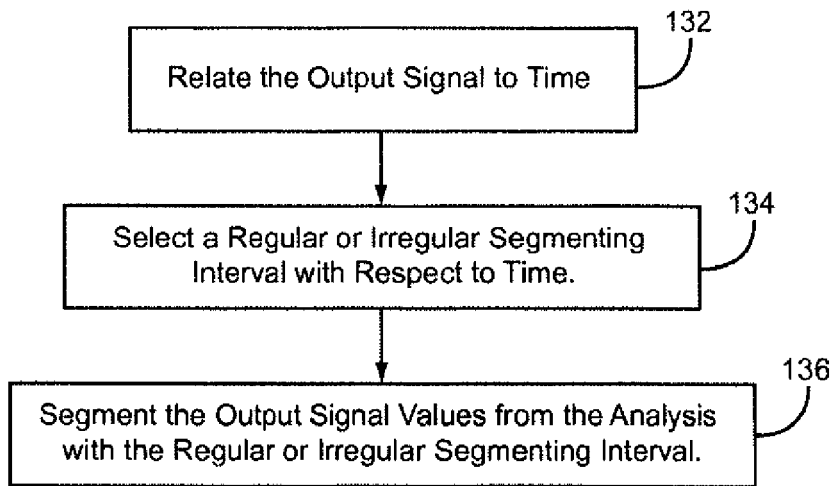 132
Relate the Output Signal to Time
134
Select a Regular or Irregular Segmenting
Interval with Respect to Time.
136
Segment the Output Signal Values from the Analysis
with the Regular or Irregular Segmenting Interval.